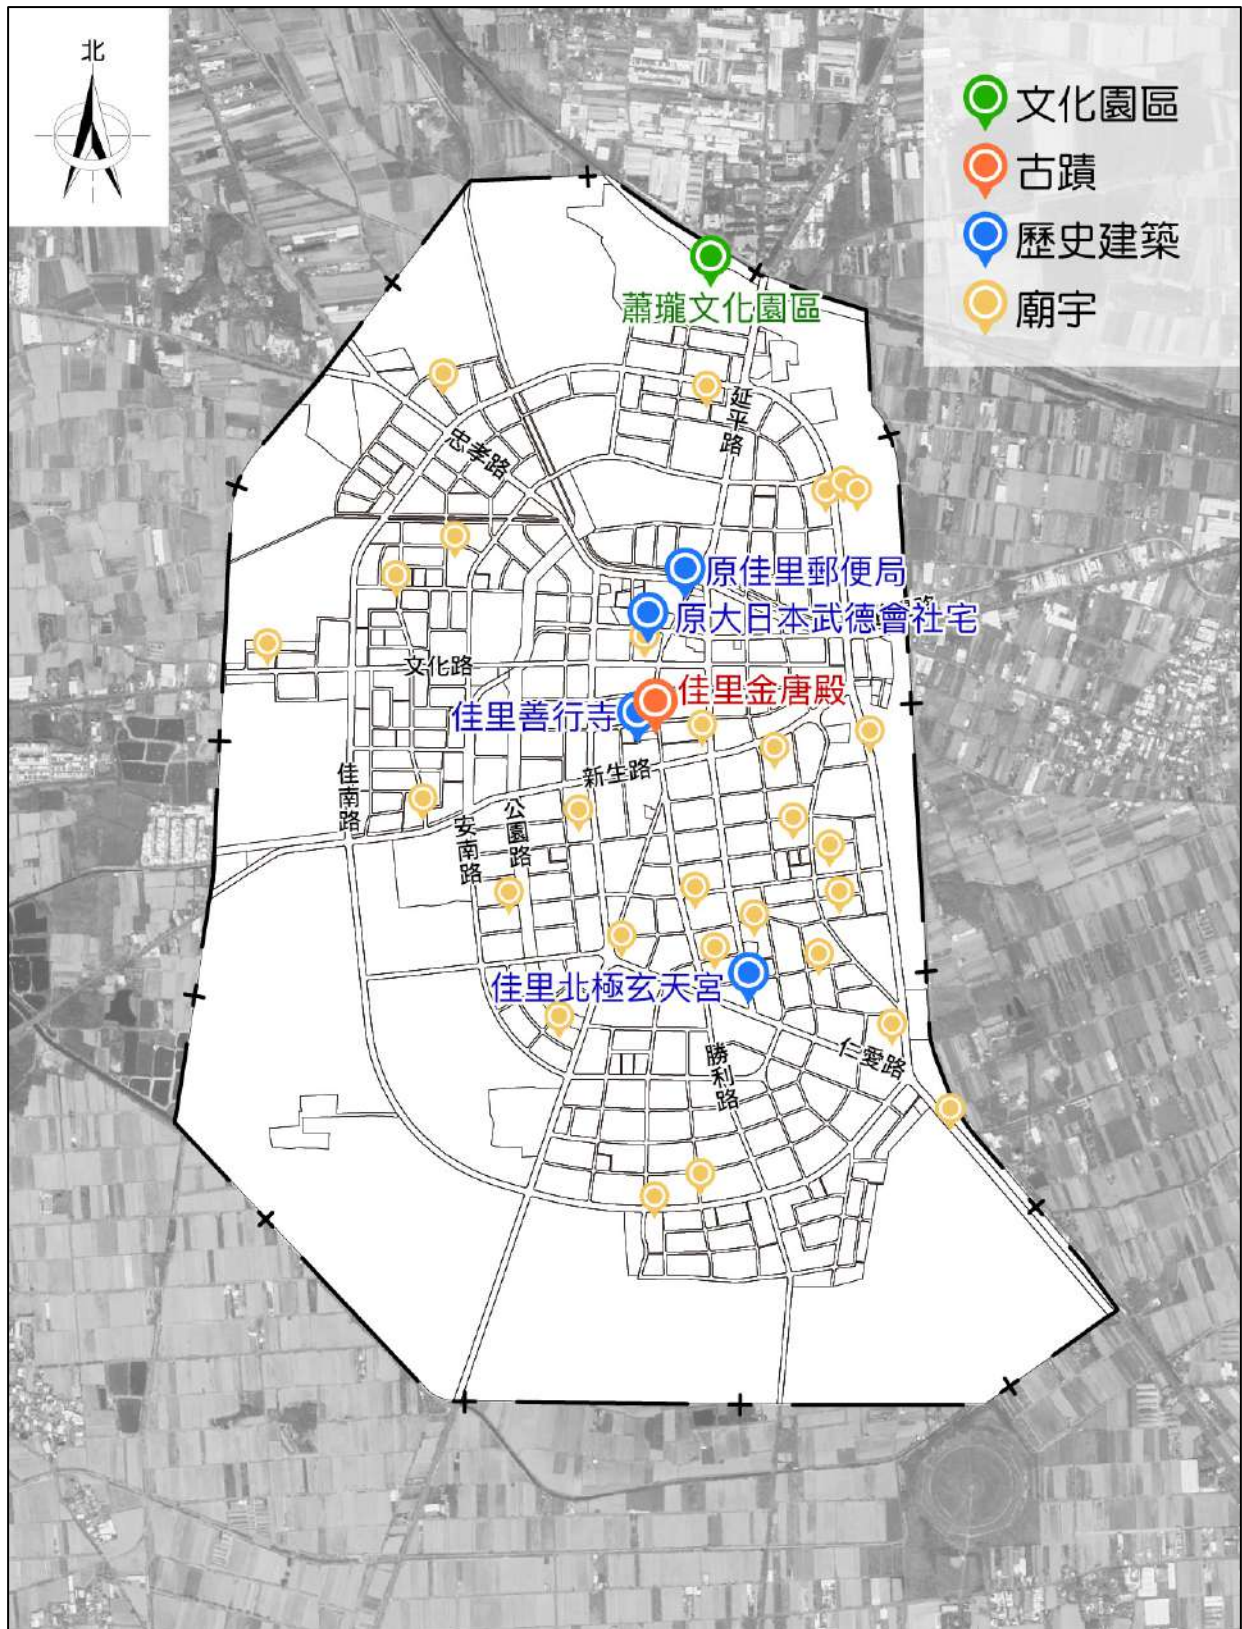 北
文化園區
古蹟
歷史建築
廟宇
蕭壠文化園區
延平路
忠孝路
原佳里郵便局
原大日本武德會社宅
文化路
佳里金唐殿
佳里善行寺
新生路
佳南路
公園路
安南路
佳里北極玄天宮
仁愛路
勝利路